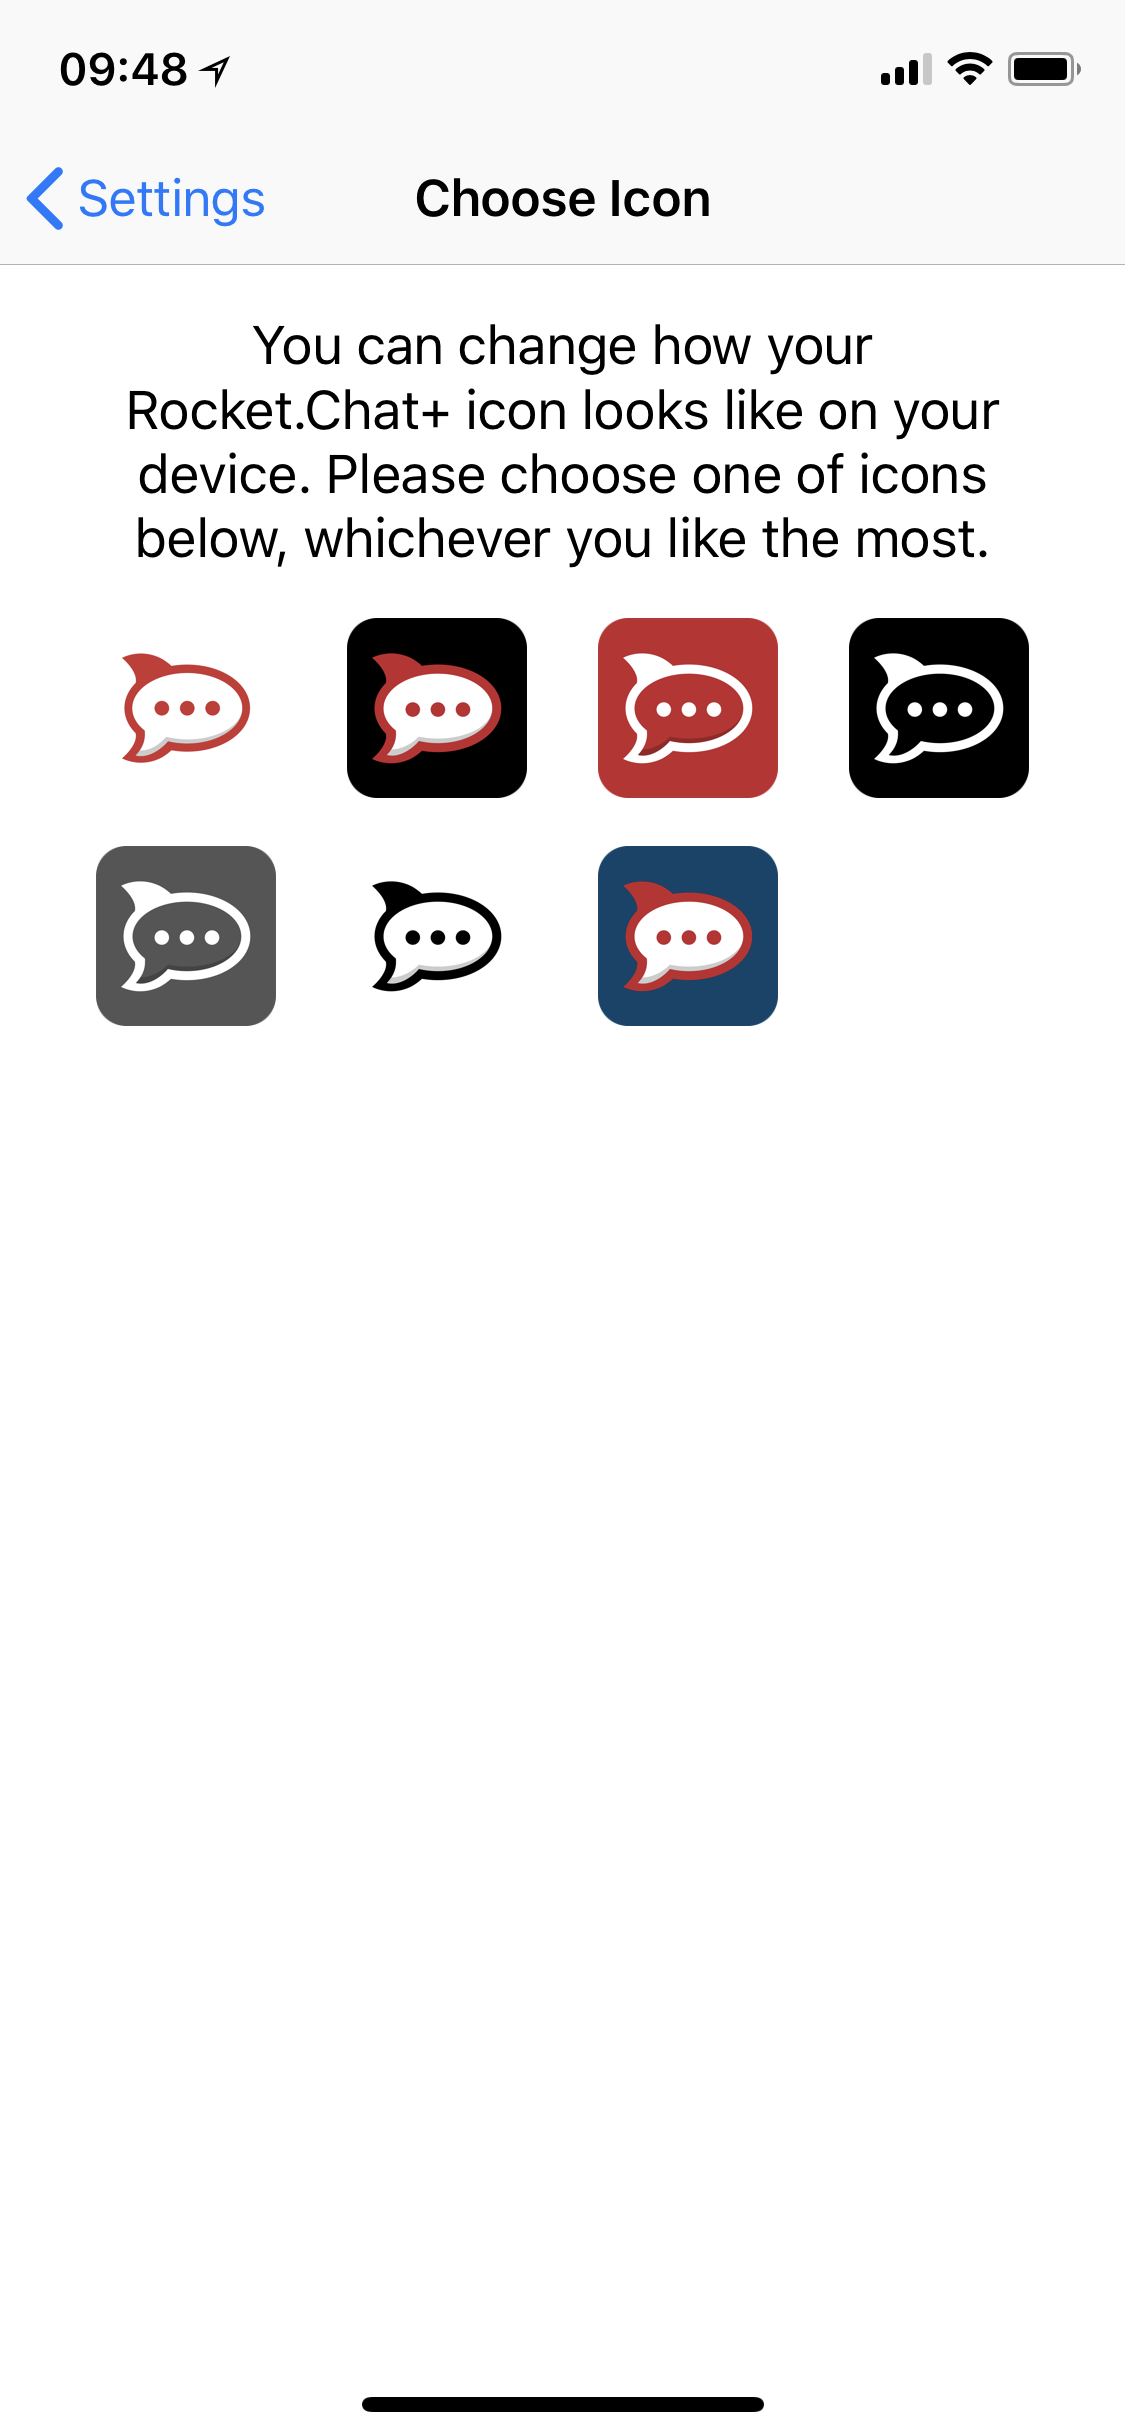 09:48
Settings
Choose Icon
You can change how your
Rocket.Chat+ icon looks like on your
device. Please choose one of icons
below, whichever you like the most.